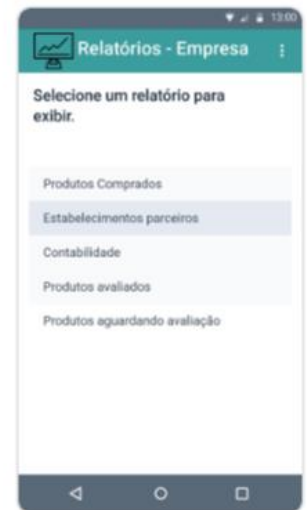 13:00
Relatórios - Empresa
Selecione um relatório para
exibir.
Produtos Comprados
Estabelecimentos parceiros
Contabilidade
Produtos avaliados
Produtos aguardando avaliação